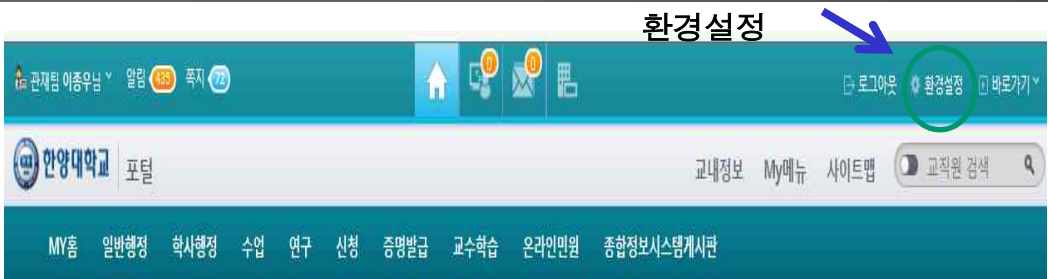 환경설정
관재팀 이종우님 알림 435 쪽지 72 0 0 로그아웃 환경설정 바로가기
한양대학교 포털 교내정보 My메뉴 사이트맵 교직원 검색
MY홈 일반행정 학사행정 수업 연구 신청 증명발급 교수학습 온라인민원 종합정보시스템게시판